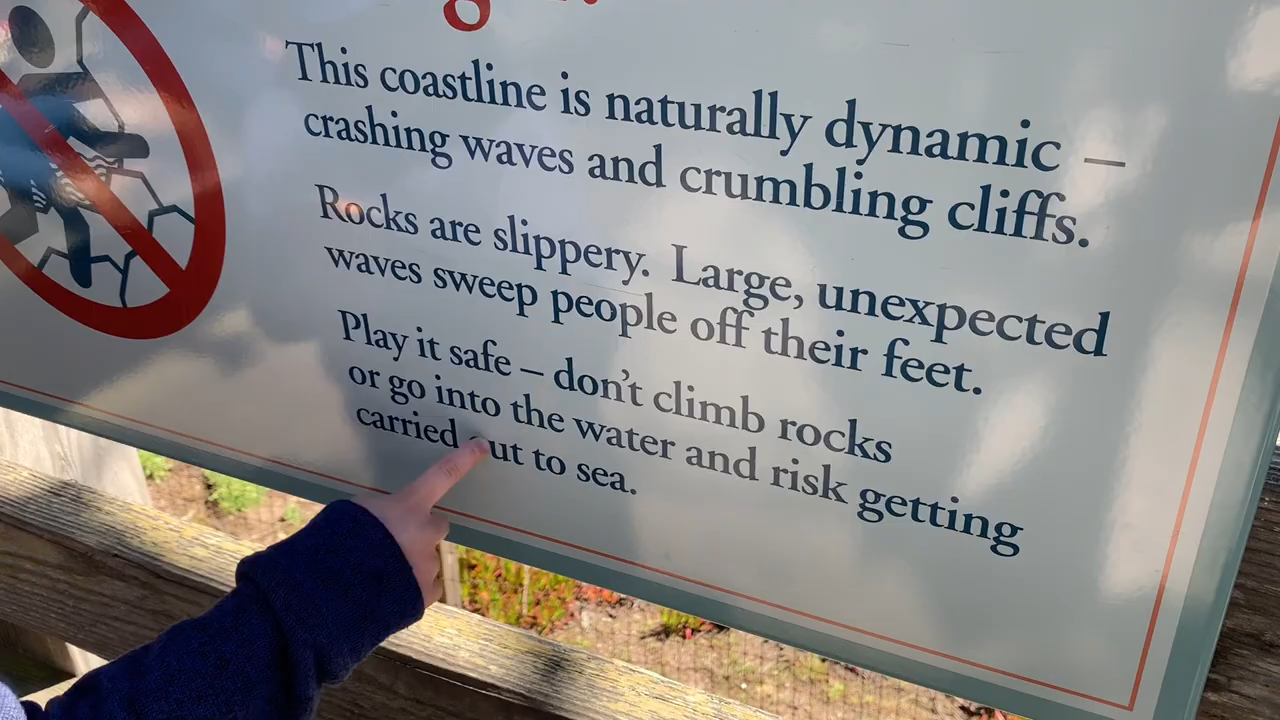 This coastline is naturally dynamic –
crashing waves and crumbling cliffs.
Rocks are slippery. Large, unexpected
waves sweep people off their feet.
Play it safe – don't climb rocks
or go into the water and risk getting
carried out to sea.